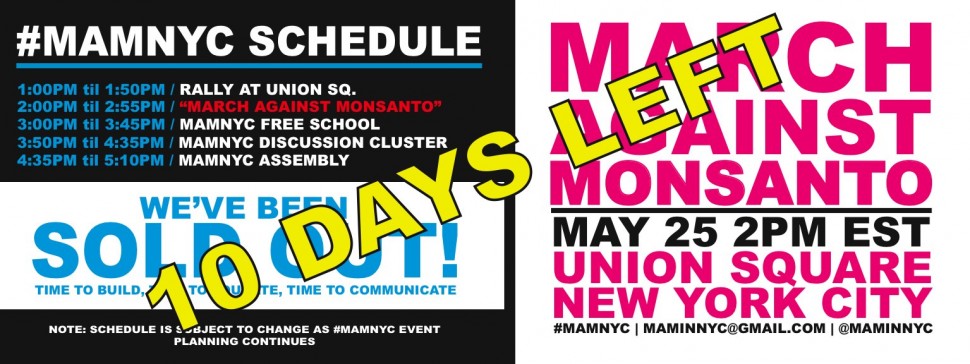 #MAMNYC SCHEDULE
1:00PM til 1:50PM / RALLY AT UNION SQ.
2:00PM til 2:55PM / "MARCH AGAINST MONSANTO"
3:00PM til 3:45PM / MAMNYC FREE SCHOOL
3:50PM til 4:35PM / MAMNYC DISCUSSION CLUSTER
4:35PM til 5:10PM / MAMNYC ASSEMBLY
WE'VE BEEN
SOLD OUT!
TIME TO BUILD, TO, TIME TO COMMUNICATE
NOTE: SCHEDULE IS SUBJECT TO CHANGE AS #MAMNYC EVENT
PLANNING CONTINUES
10 DAYS LEFT
MARCH
AGAINST
MONSANTO
MAY 25 2PM EST
UNION SQUARE
NEW YORK CITY
#MAMNYC | MAMINNYC@GMAIL.COM | @MAMINNYC